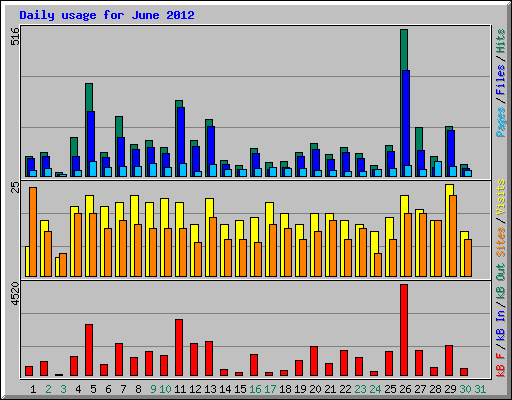 Daily usage for June 2012
516
Pages / Files / Hits
25
Sites / Visits
4520
kB F / kB In / kB Out
1 2 3 4 5 6 7 8 9 10 11 12 13 14 15 16 17 18 19 20 21 22 23 24 25 26 27 28 29 30 31